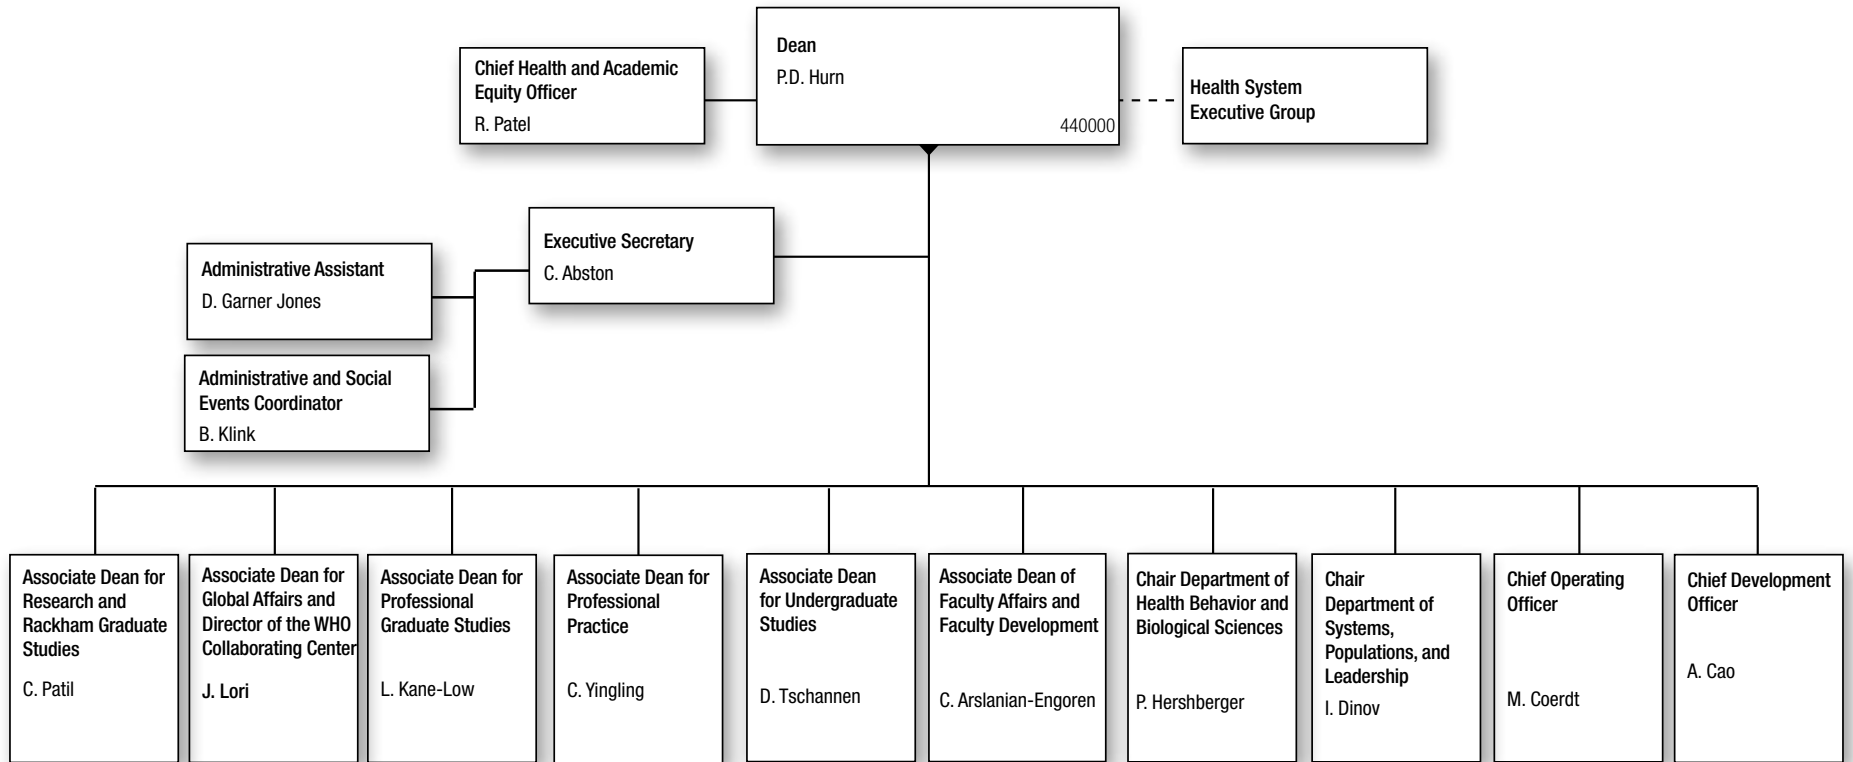 Chief Health and Academic
Equity Officer
R. Patel
Dean
P.D. Hurn
440000
Health System
Executive Group
Executive Secretary
C. Abston
Administrative Assistant
D. Garner Jones
Administrative and Social
Events Coordinator
B. Klink
Associate Dean for
Research and
Rackham Graduate
Studies
C. Patil
Associate Dean for
Global Affairs and
Director of the WHO
Collaborating Center
J. Lori
Associate Dean for
Professional
Graduate Studies
L. Kane-Low
Associate Dean for
Professional
Practice
C. Yingling
Associate Dean
for Undergraduate
Studies
D. Tschannen
Associate Dean of
Faculty Affairs and
Faculty Development
C. Arslanian-Engoren
Chair Department of
Health Behavior and
Biological Sciences
P. Hershberger
Chair
Department of
Systems,
Populations, and
Leadership
I. Dinov
Chief Operating
Officer
M. Coerdt
Chief Development
Officer
A. Cao